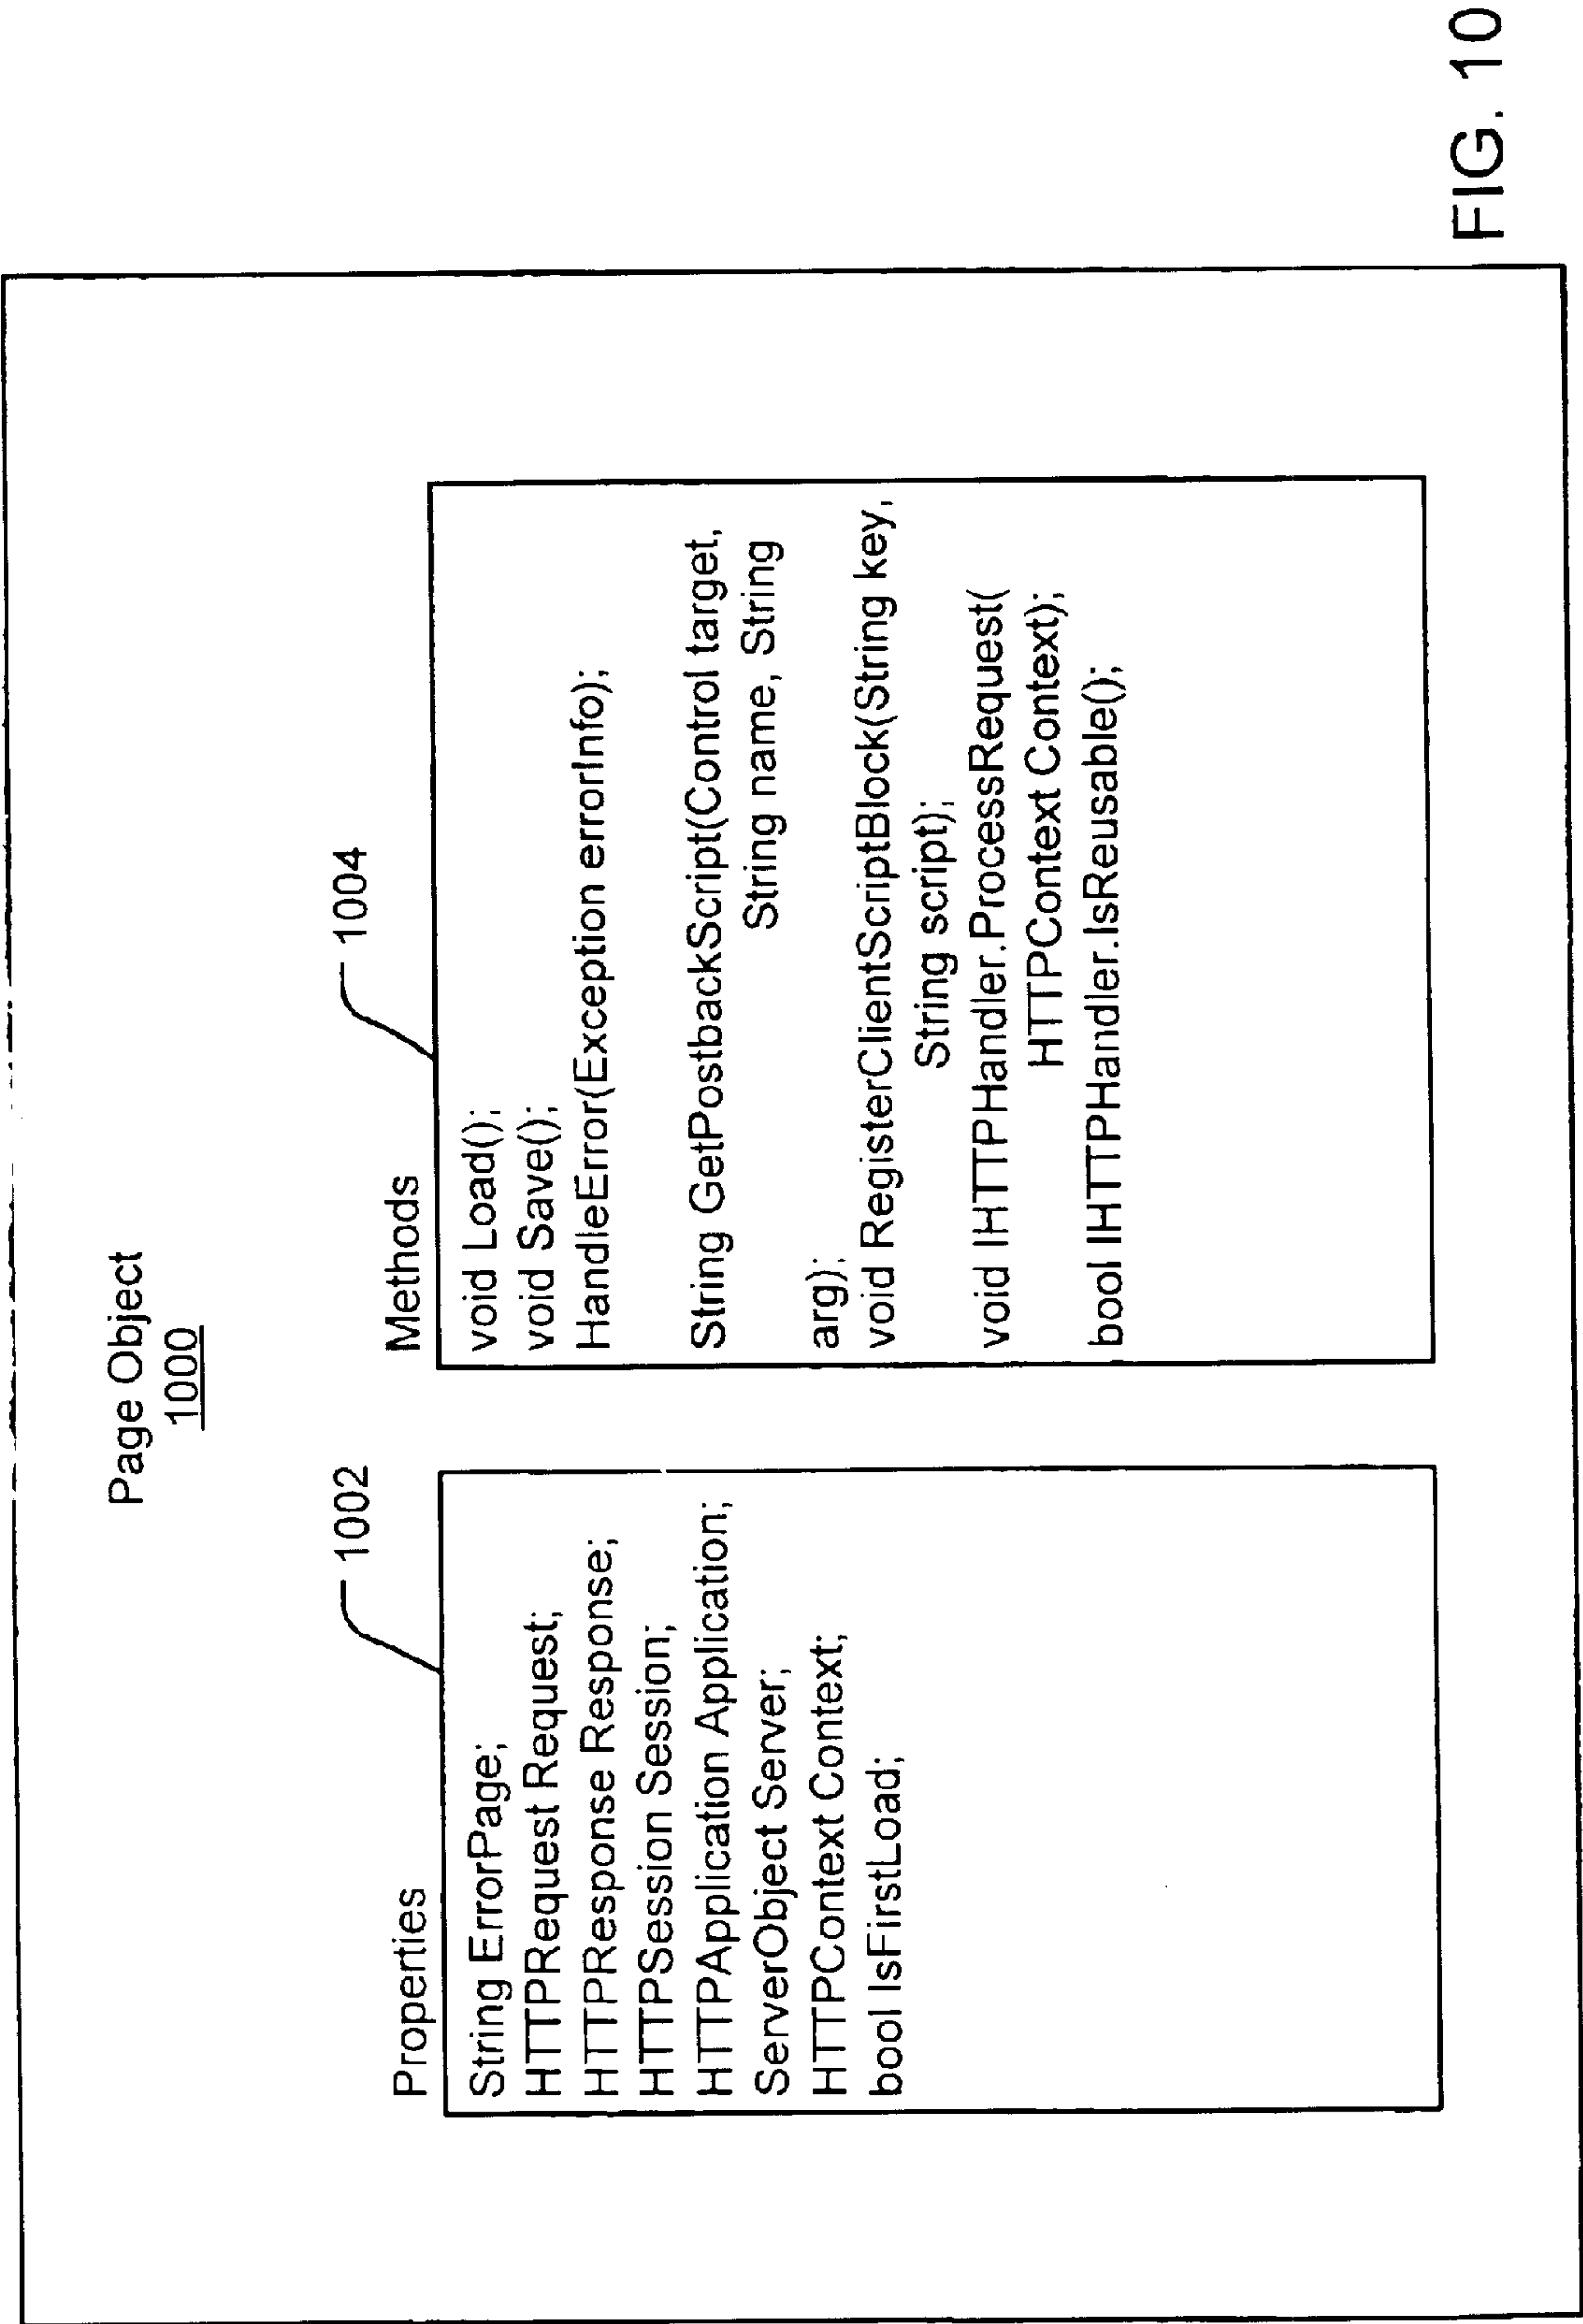 Page Object
1000
1002
Properties
String ErrorPage;
HTTPRequest Request;
HTTPResponse Response;
HTTPSession Session;
HTTPApplication Application;
ServerObject Server;
HTTPContext Context;
bool IsFirstLoad;
1004
Methods
void Load();
void Save();
HandleError(Exception errorInfo);
String GetPostbackScript(Control target,
String name, String
arg);
void RegisterClientScriptBlock(String key,
String script);
void IHTTPHandler.ProcessRequest(
HTTPContext Context);
bool IHTTPHandler.IsReusable();
FIG. 10